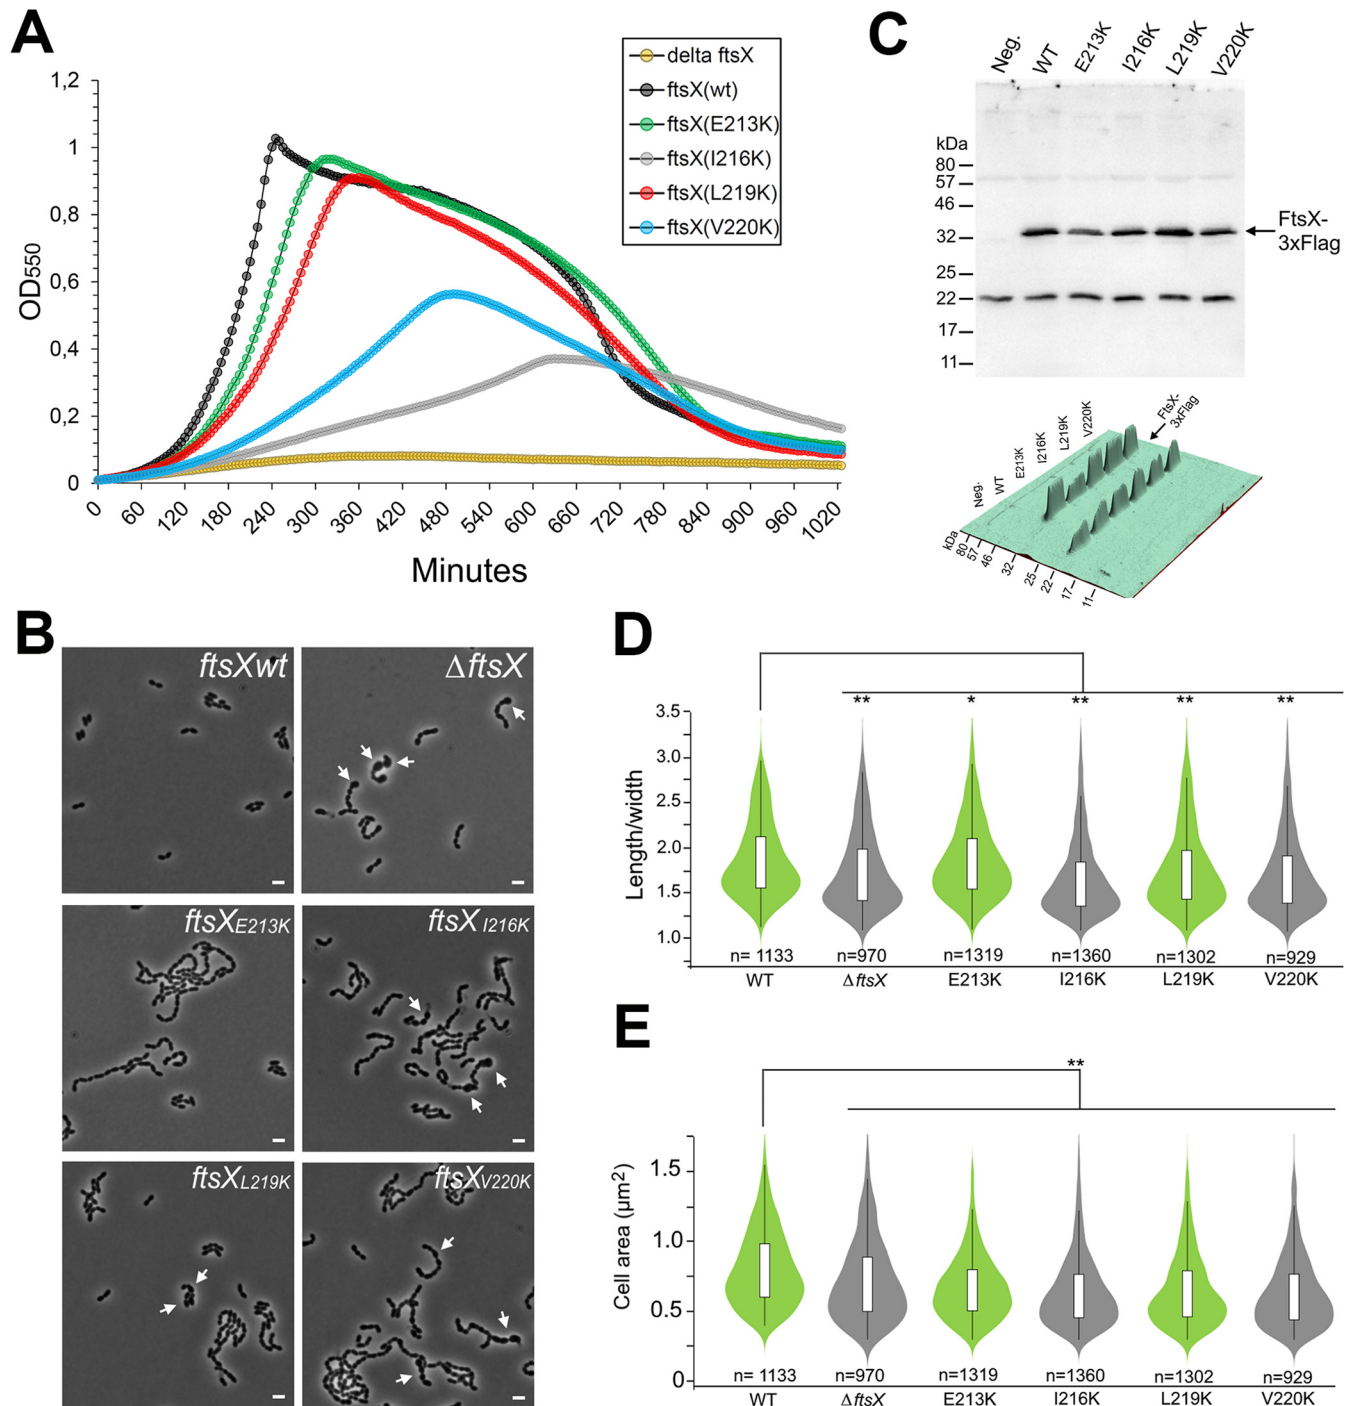 A
OD550
1,2
1
0,8
0,6
0,4
0,2
0
0 60 120 180 240 300 360 420 480 540 600 660 720 780 840 900 960 1020
Minutes
delta ftsX
ftsX(wt)
ftsX(E213K)
ftsX(I216K)
ftsX(L219K)
ftsX(V220K)
C
Neg. WT E213K I216K L219K V220K
kDa
80
57
46
32
25
22
17
11
FtsX-
3xFlag
Neg. WT E213K I216K L219K V220K
FtsX-
3xFlag
kDa 80 57 46 32 25 22 17 11
B
ftsXwt
ΔftsX
ftsXE213K
ftsX I216K
ftsXL219K
ftsXV220K
D
** * ** ** **
Length/width
3.5
3.0
2.5
2.0
1.5
1.0
n= 1133 n=970 n=1319 n=1360 n=1302 n=929
WT ΔftsX E213K I216K L219K V220K
E
**
Cell area (µm²)
1.5
1.0
0.5
0
n= 1133 n=970 n=1319 n=1360 n=1302 n=929
WT ΔftsX E213K I216K L219K V220K